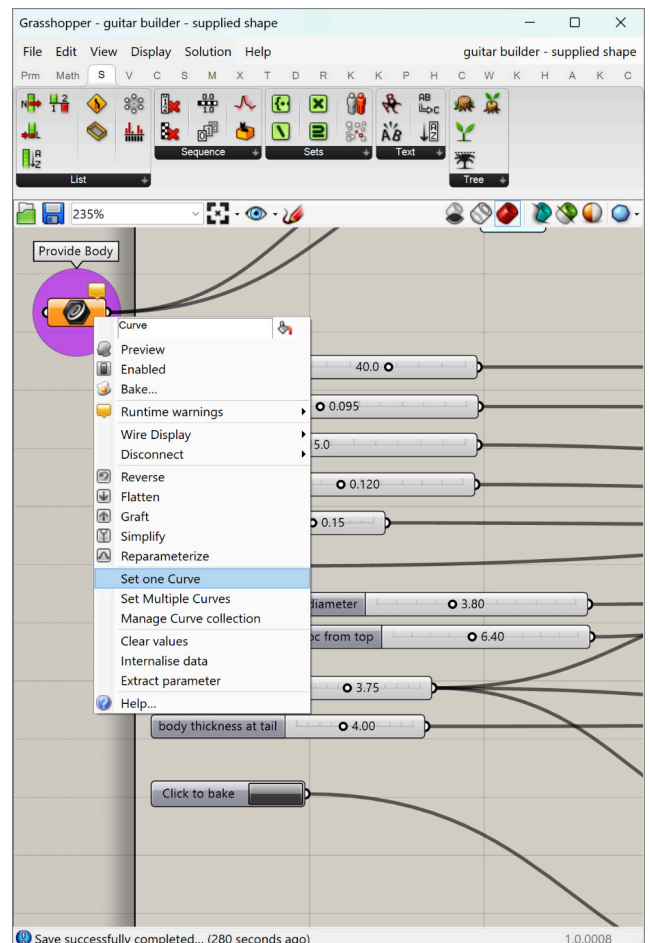 Grasshopper - guitar builder - supplied shape
File Edit View Display Solution Help guitar builder - supplied shape
Prm Math S V C S M X T D R K K P H C W K H A K C
List Sequence Sets Text Tree
235%
Provide Body
Curve
Preview
Enabled
Bake...
Runtime warnings
Wire Display
Disconnect
Reverse
Flatten
Graft
Simplify
Reparameterize
Set one Curve
Set Multiple Curves
Manage Curve collection
Clear values
Internalise data
Extract parameter
Help...
40.0
0.095
5.0
0.120
0.15
diameter 3.80
oc from top 6.40
3.75
body thickness at tail 4.00
Click to bake
Save successfully completed... (280 seconds ago) 1.0.0008